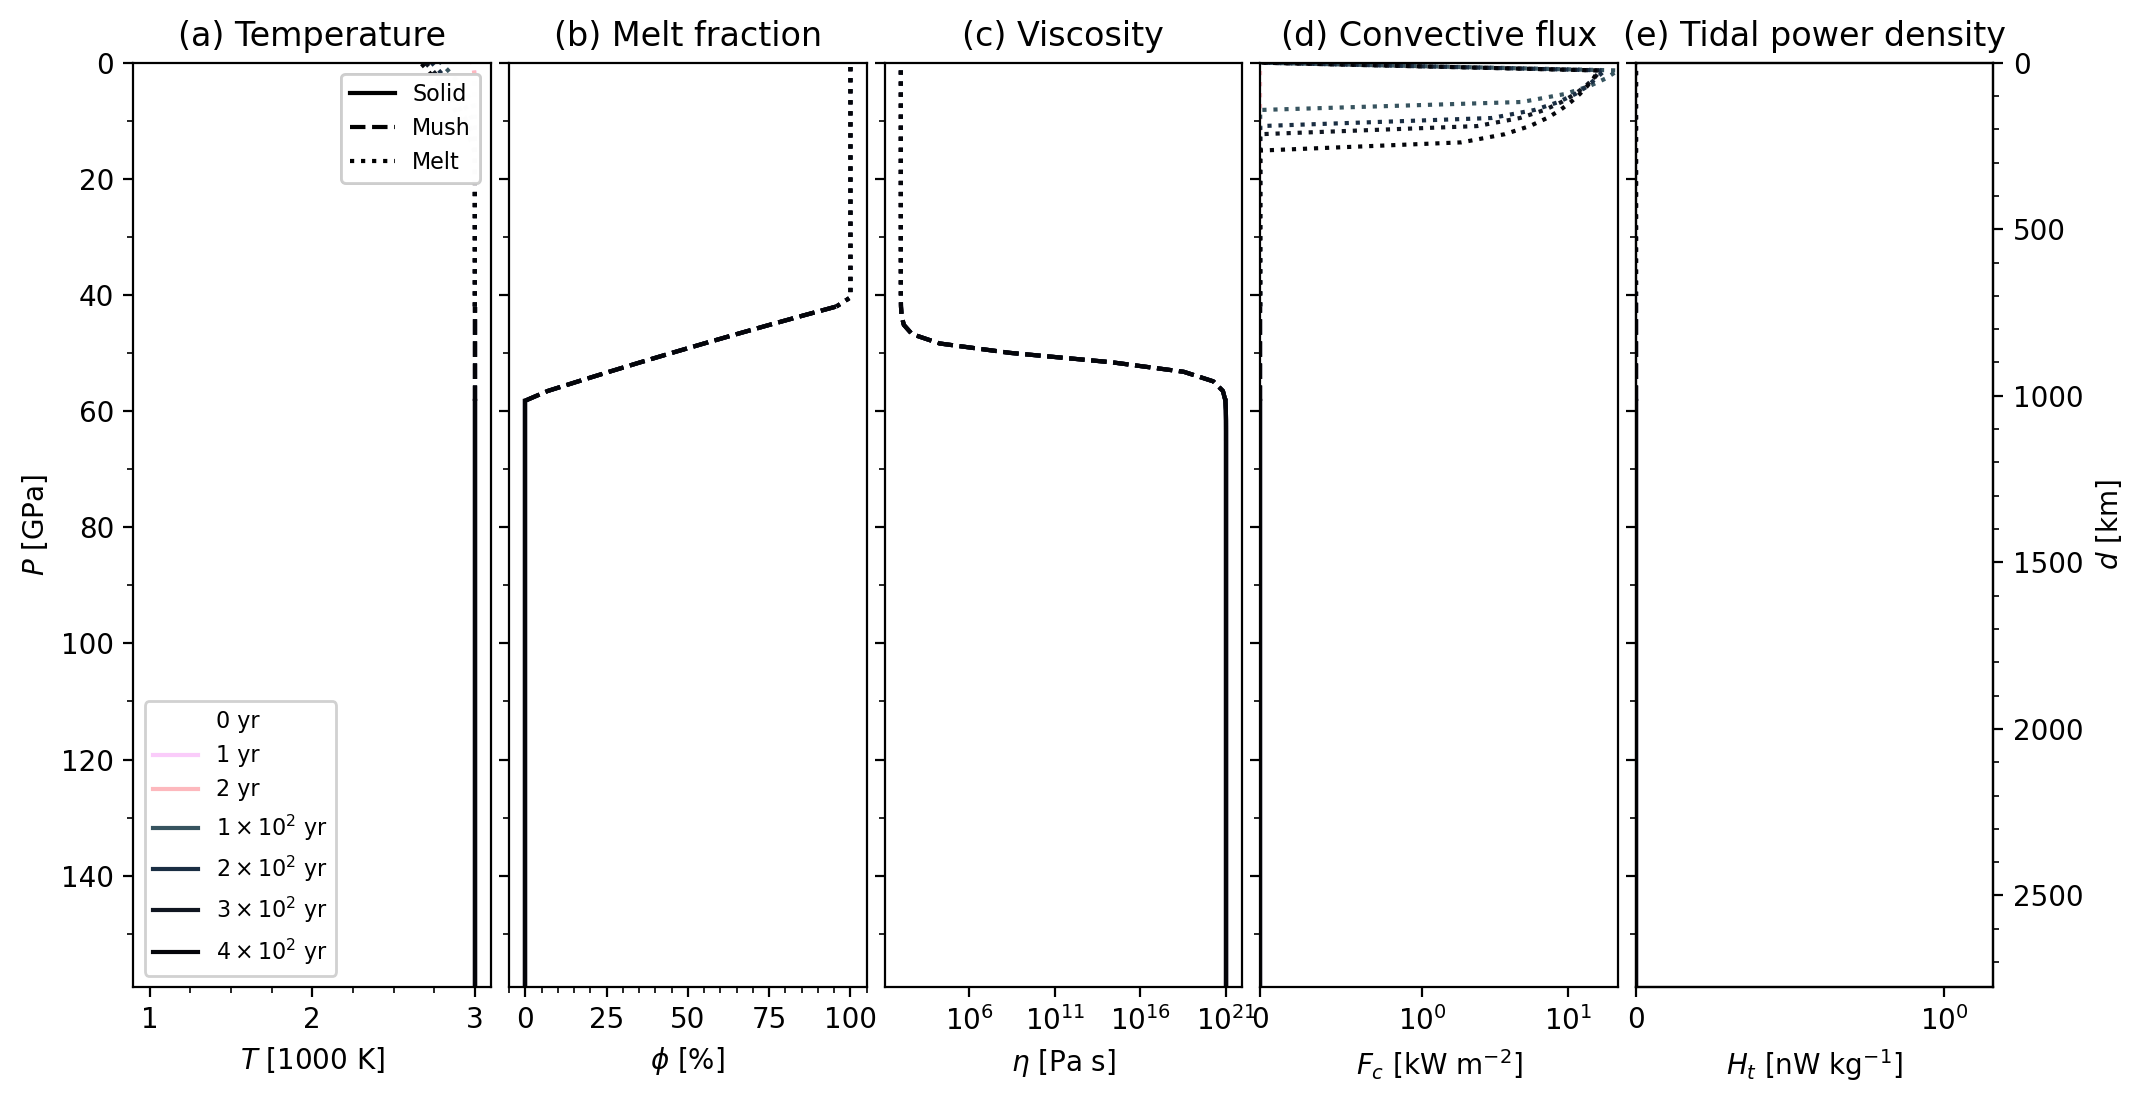 (a) Temperature
(b) Melt fraction
(c) Viscosity
(d) Convective flux
(e) Tidal power density
0
20
40
60
80
100
120
140
P [GPa]
Solid
Mush
Melt
0 yr
1 yr
2 yr
1 × 10² yr
2 × 10² yr
3 × 10² yr
4 × 10² yr
1 2 3
T [1000 K]
0 25 50 75 100
ϕ [%]
10⁶ 10¹¹ 10¹⁶ 10²¹
η [Pa s]
0 10⁰ 10¹
F_c [kW m⁻²]
0 10⁰
H_t [nW kg⁻¹]
0
500
1000
1500
2000
2500
d [km]